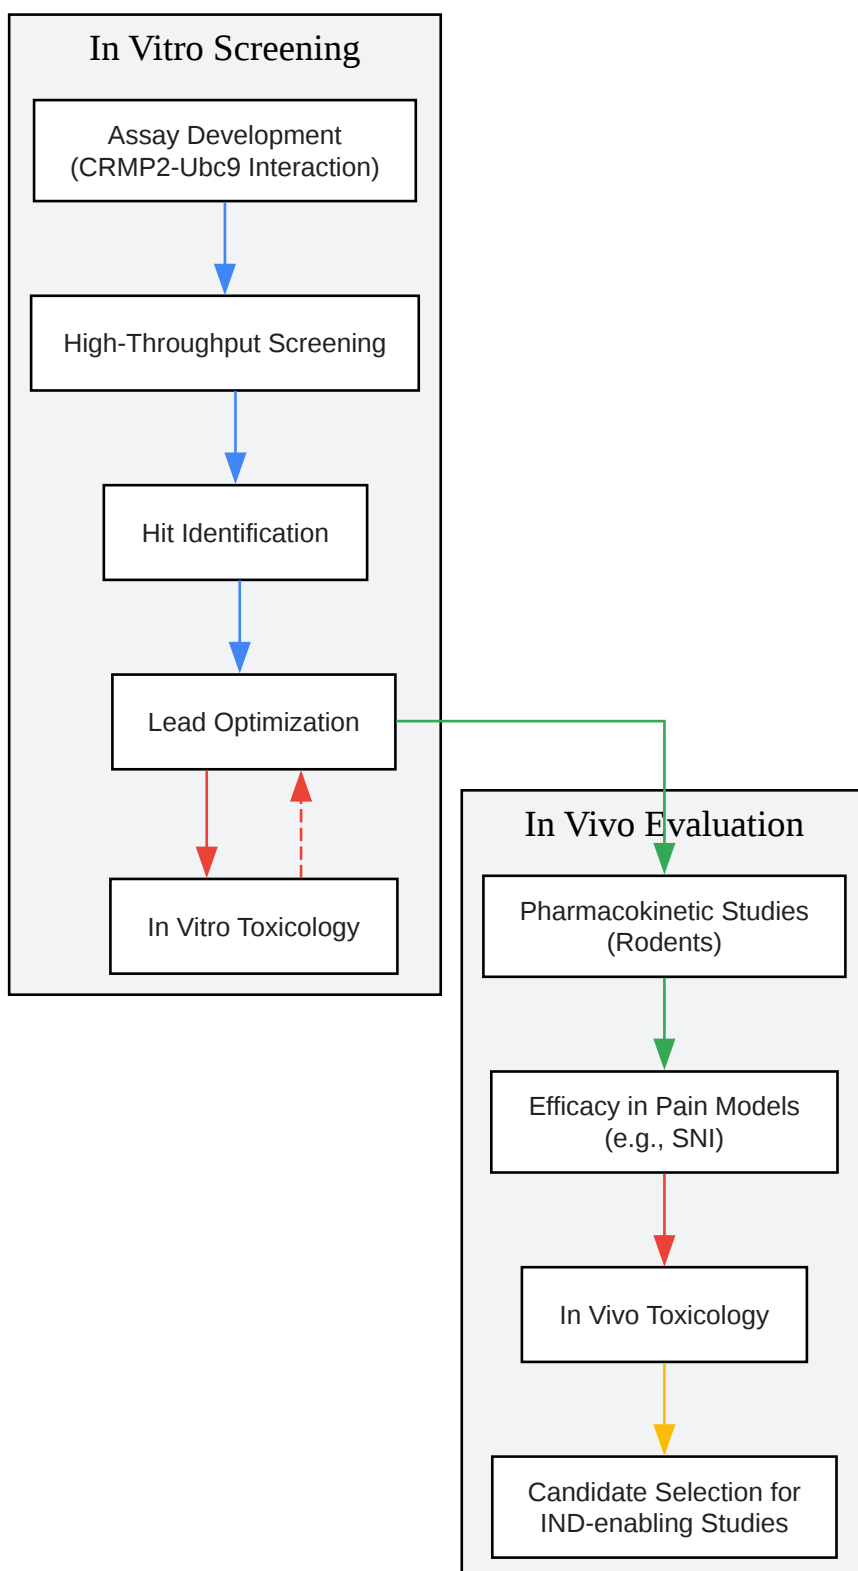 In Vitro Screening
Assay Development
(CRMP2-Ubc9 Interaction)
High-Throughput Screening
Hit Identification
Lead Optimization
In Vitro Toxicology
In Vivo Evaluation
Pharmacokinetic Studies
(Rodents)
Efficacy in Pain Models
(e.g., SNI)
In Vivo Toxicology
Candidate Selection for
IND-enabling Studies